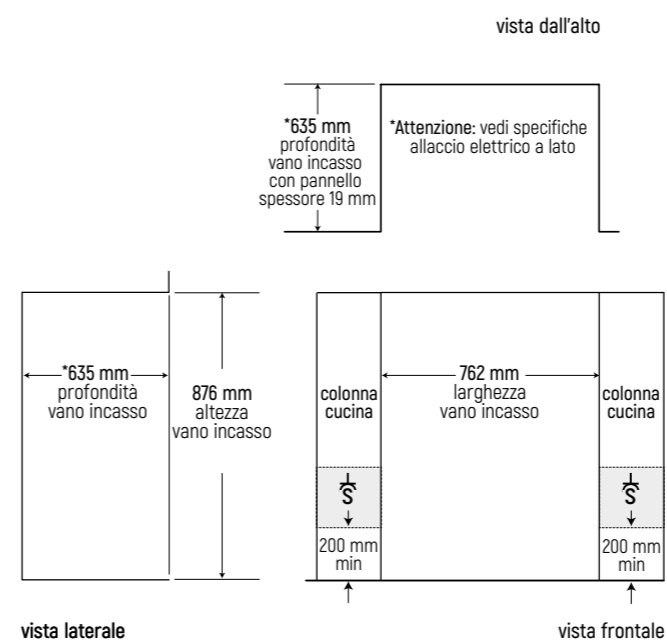 vista dall'alto
*635 mm
profondità
vano incasso
con pannello
spessore 19 mm
*Attenzione: vedi specifiche
allaccio elettrico a lato
*635 mm
profondità
vano incasso
876 mm
altezza
vano incasso
colonna
cucina
762 mm
larghezza
vano incasso
colonna
cucina
S
S
200 mm
min
200 mm
min
vista laterale
vista frontale